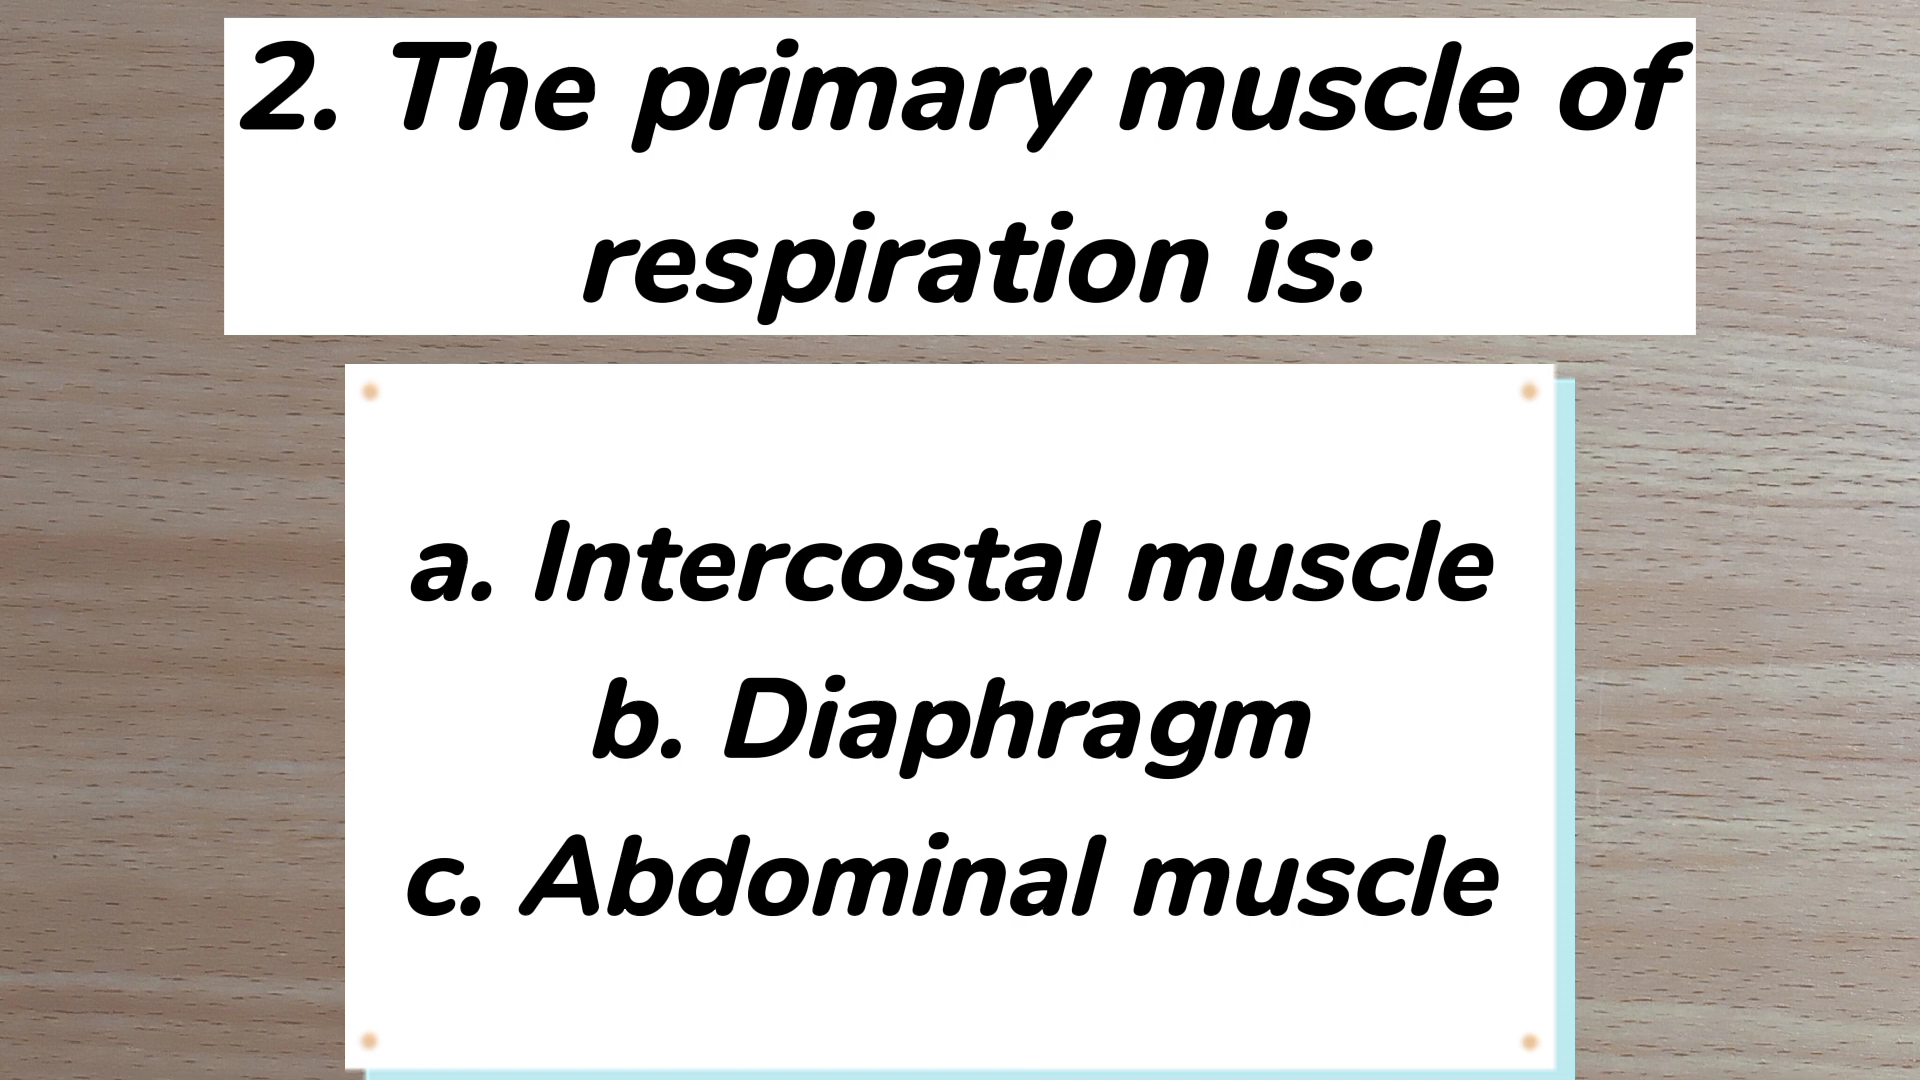 2. The primary muscle of
respiration is:
a. Intercostal muscle
b. Diaphragm
c. Abdominal muscle